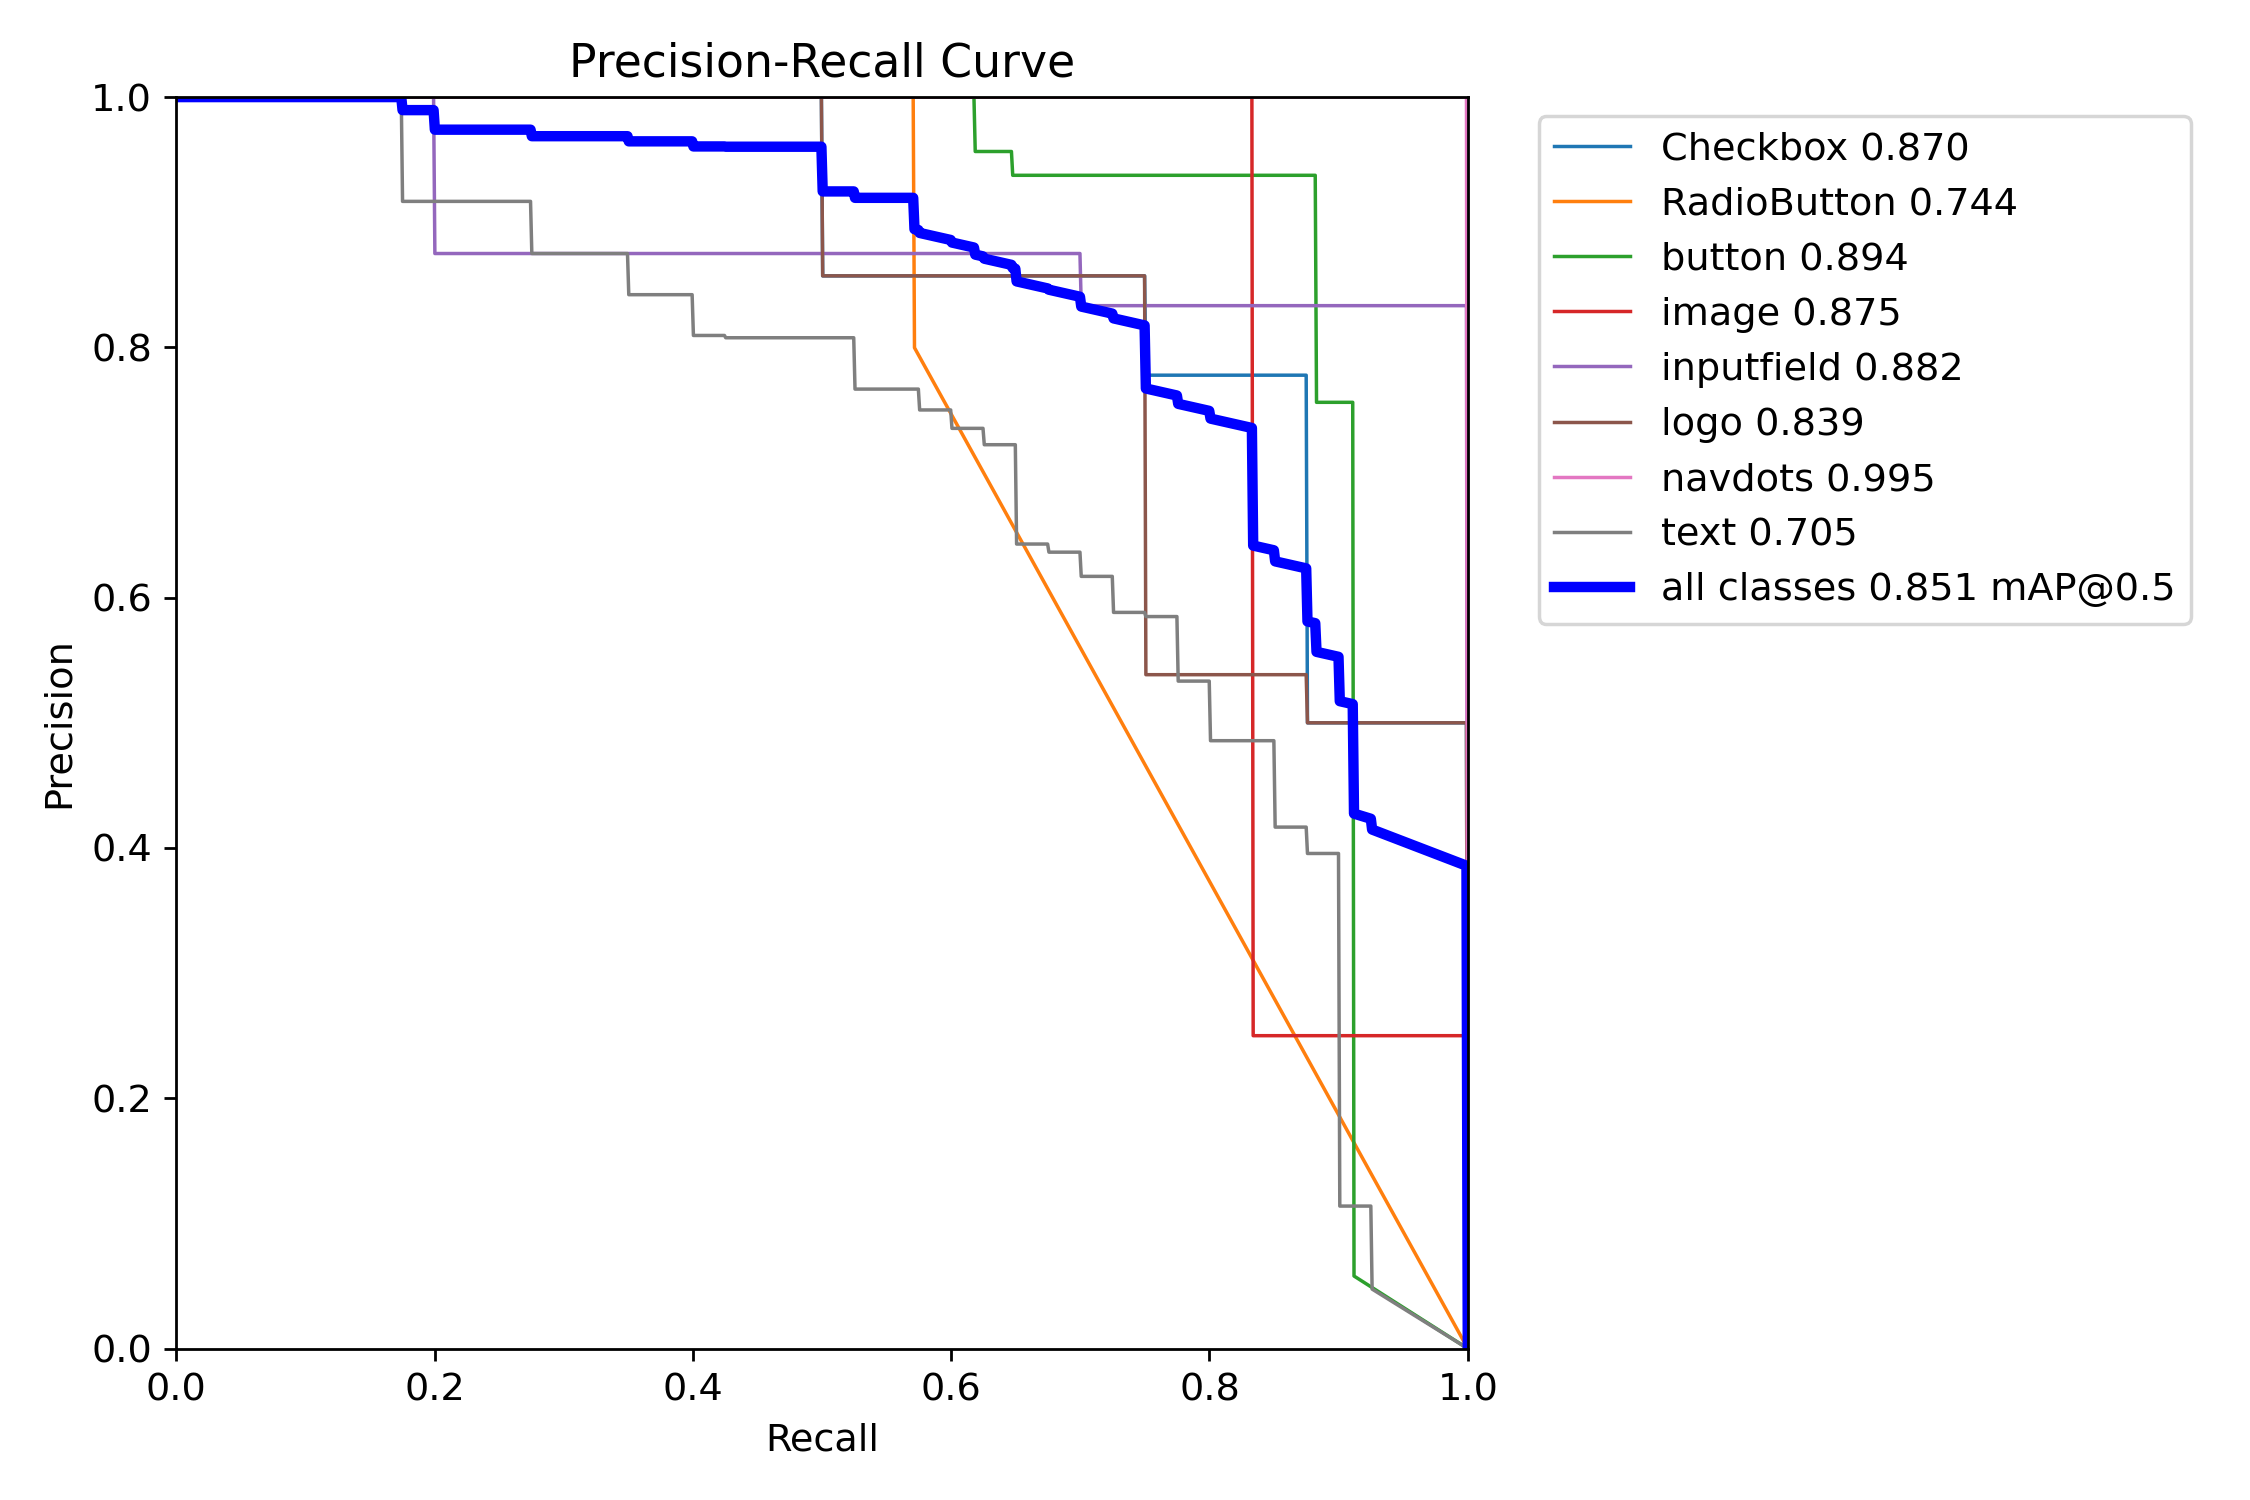 Precision-Recall Curve
1.0
0.8
0.6
0.4
0.2
0.0
Precision
0.0 0.2 0.4 0.6 0.8 1.0
Recall
Checkbox 0.870
RadioButton 0.744
button 0.894
image 0.875
inputfield 0.882
logo 0.839
navdots 0.995
text 0.705
all classes 0.851 mAP@0.5